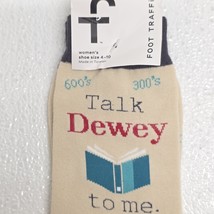 FOOT TRAFFIC
women's
shoe size 4-10
600's 300's
Talk
Dewey
to me.